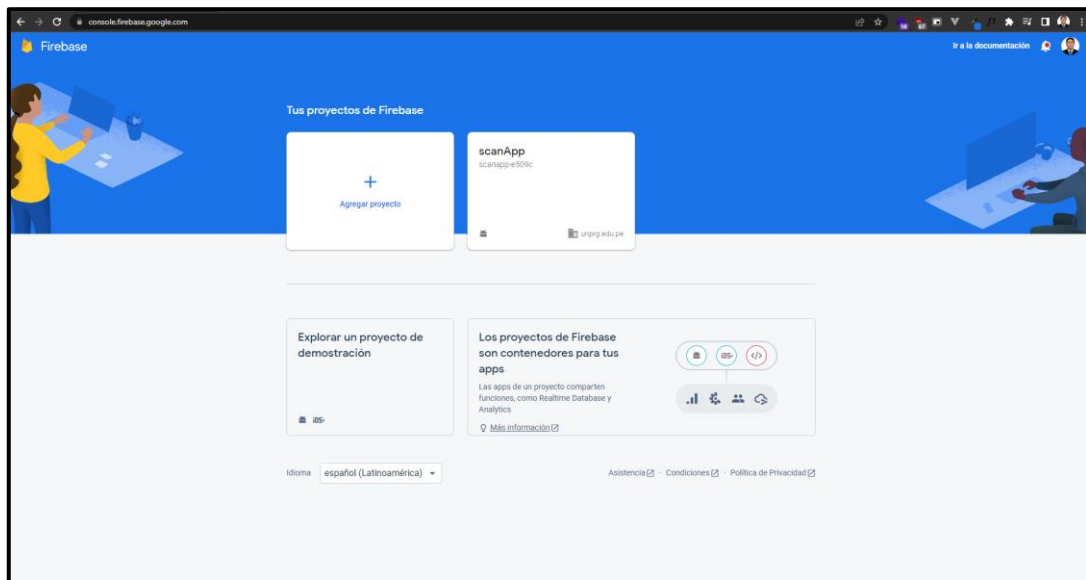 console.firebase.google.com
Firebase
Ir a la documentación
Tus proyectos de Firebase
Agregar proyecto
scanApp
scanapp-e509c
unprg.edu.pe
Explorar un proyecto de
demostración
iOS+
Los proyectos de Firebase
son contenedores para tus
apps
Las apps de un proyecto comparten
funciones, como Realtime Database y
Analytics
Más información
iOS+
Idioma
español (Latinoamérica)
Asistencia · Condiciones · Política de Privacidad